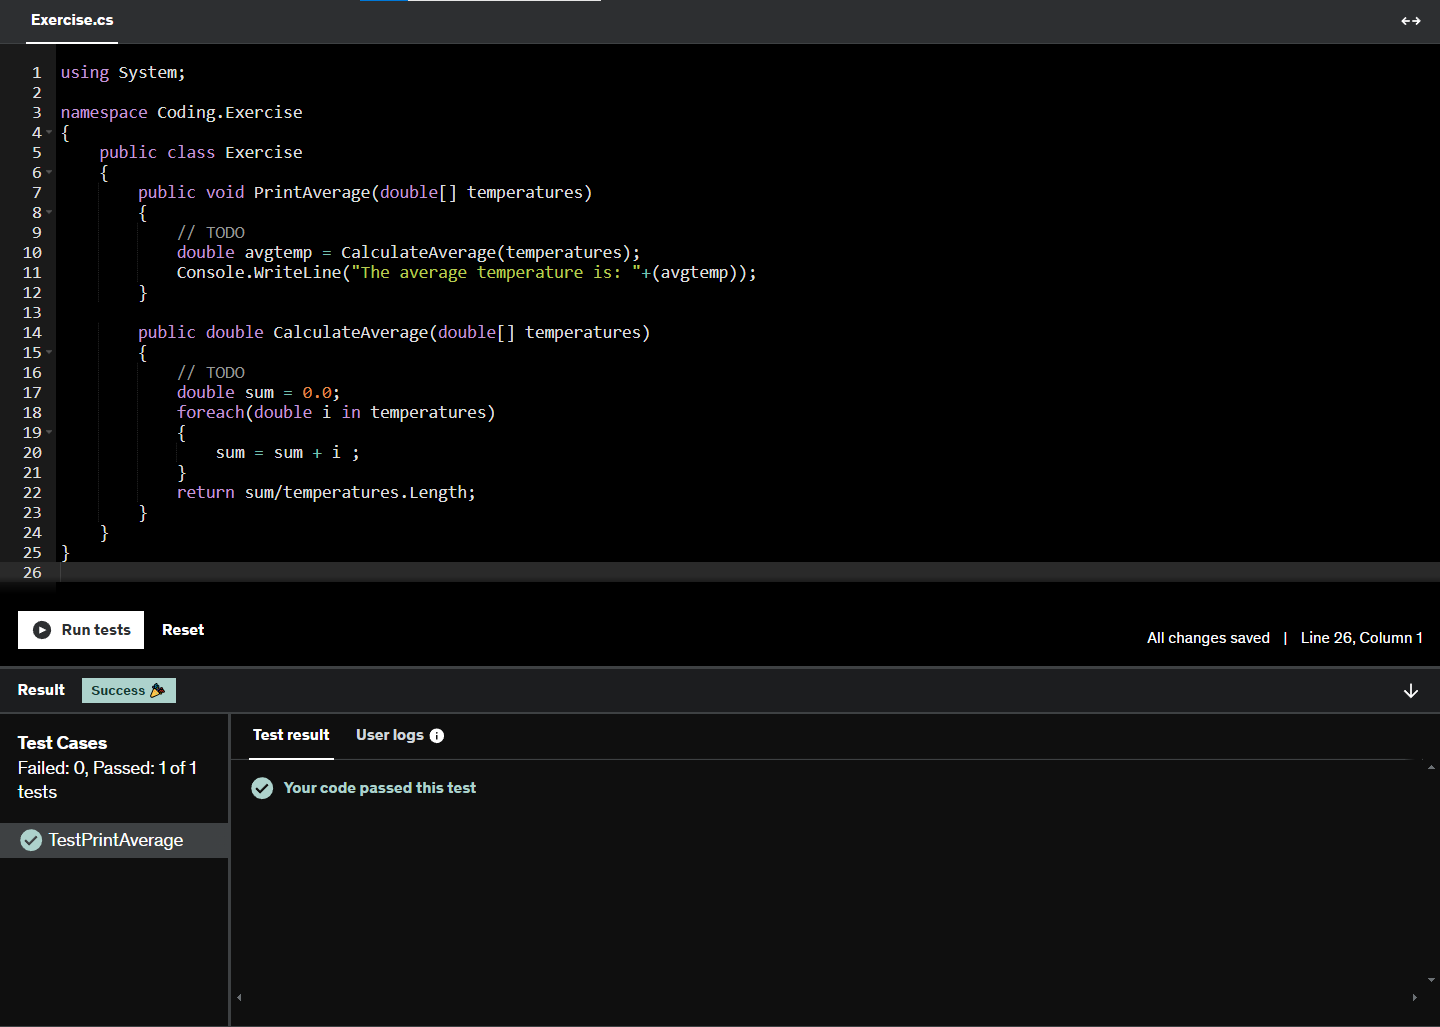 Exercise.cs
1 using System;
2
3 namespace Coding.Exercise
4 {
5     public class Exercise
6     {
7         public void PrintAverage(double[] temperatures)
8         {
9             // TODO
10             double avgtemp = CalculateAverage(temperatures);
11             Console.WriteLine("The average temperature is: "+(avgtemp));
12         }
13
14         public double CalculateAverage(double[] temperatures)
15         {
16             // TODO
17             double sum = 0.0;
18             foreach(double i in temperatures)
19             {
20                 sum = sum + i ;
21             }
22             return sum/temperatures.Length;
23         }
24     }
25 }
26
Run tests Reset
All changes saved | Line 26, Column 1
Result Success
Test Cases
Failed: 0, Passed: 1 of 1
tests
TestPrintAverage
Test result User logs
Your code passed this test